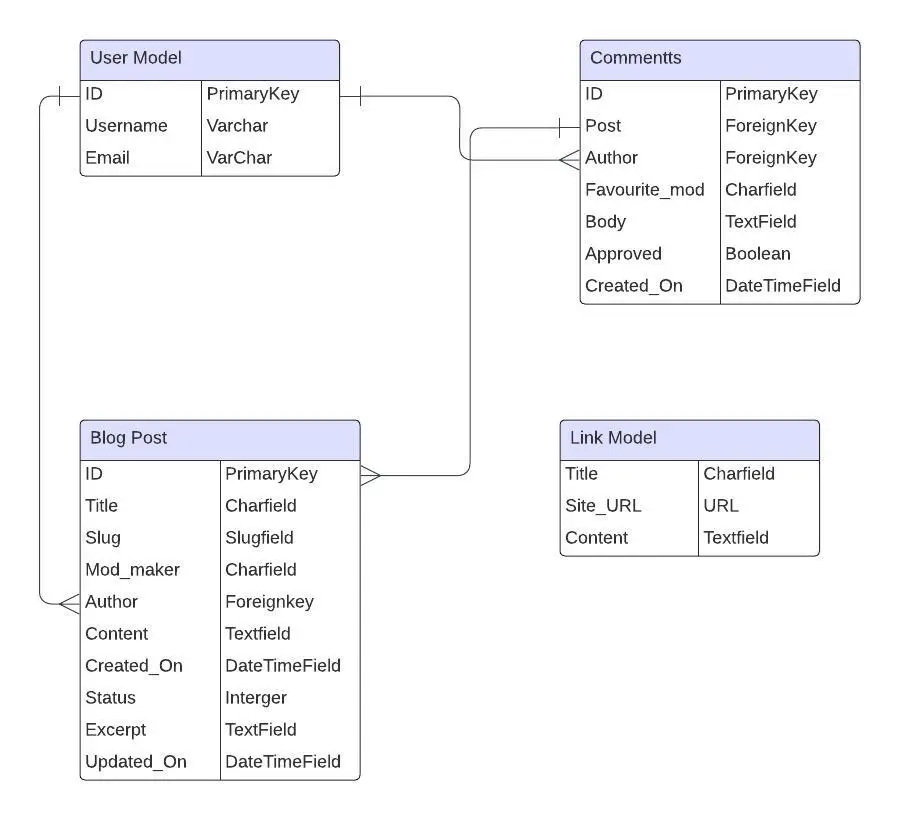 User Model
ID PrimaryKey
Username Varchar
Email VarChar
Commentts
ID PrimaryKey
Post ForeignKey
Author ForeignKey
Favourite_mod Charfield
Body TextField
Approved Boolean
Created_On DateTimeField
Blog Post
ID PrimaryKey
Title Charfield
Slug Slugfield
Mod_maker Charfield
Author Foreignkey
Content Textfield
Created_On DateTimeField
Status Interger
Excerpt TextField
Updated_On DateTimeField
Link Model
Title Charfield
Site_URL URL
Content Textfield